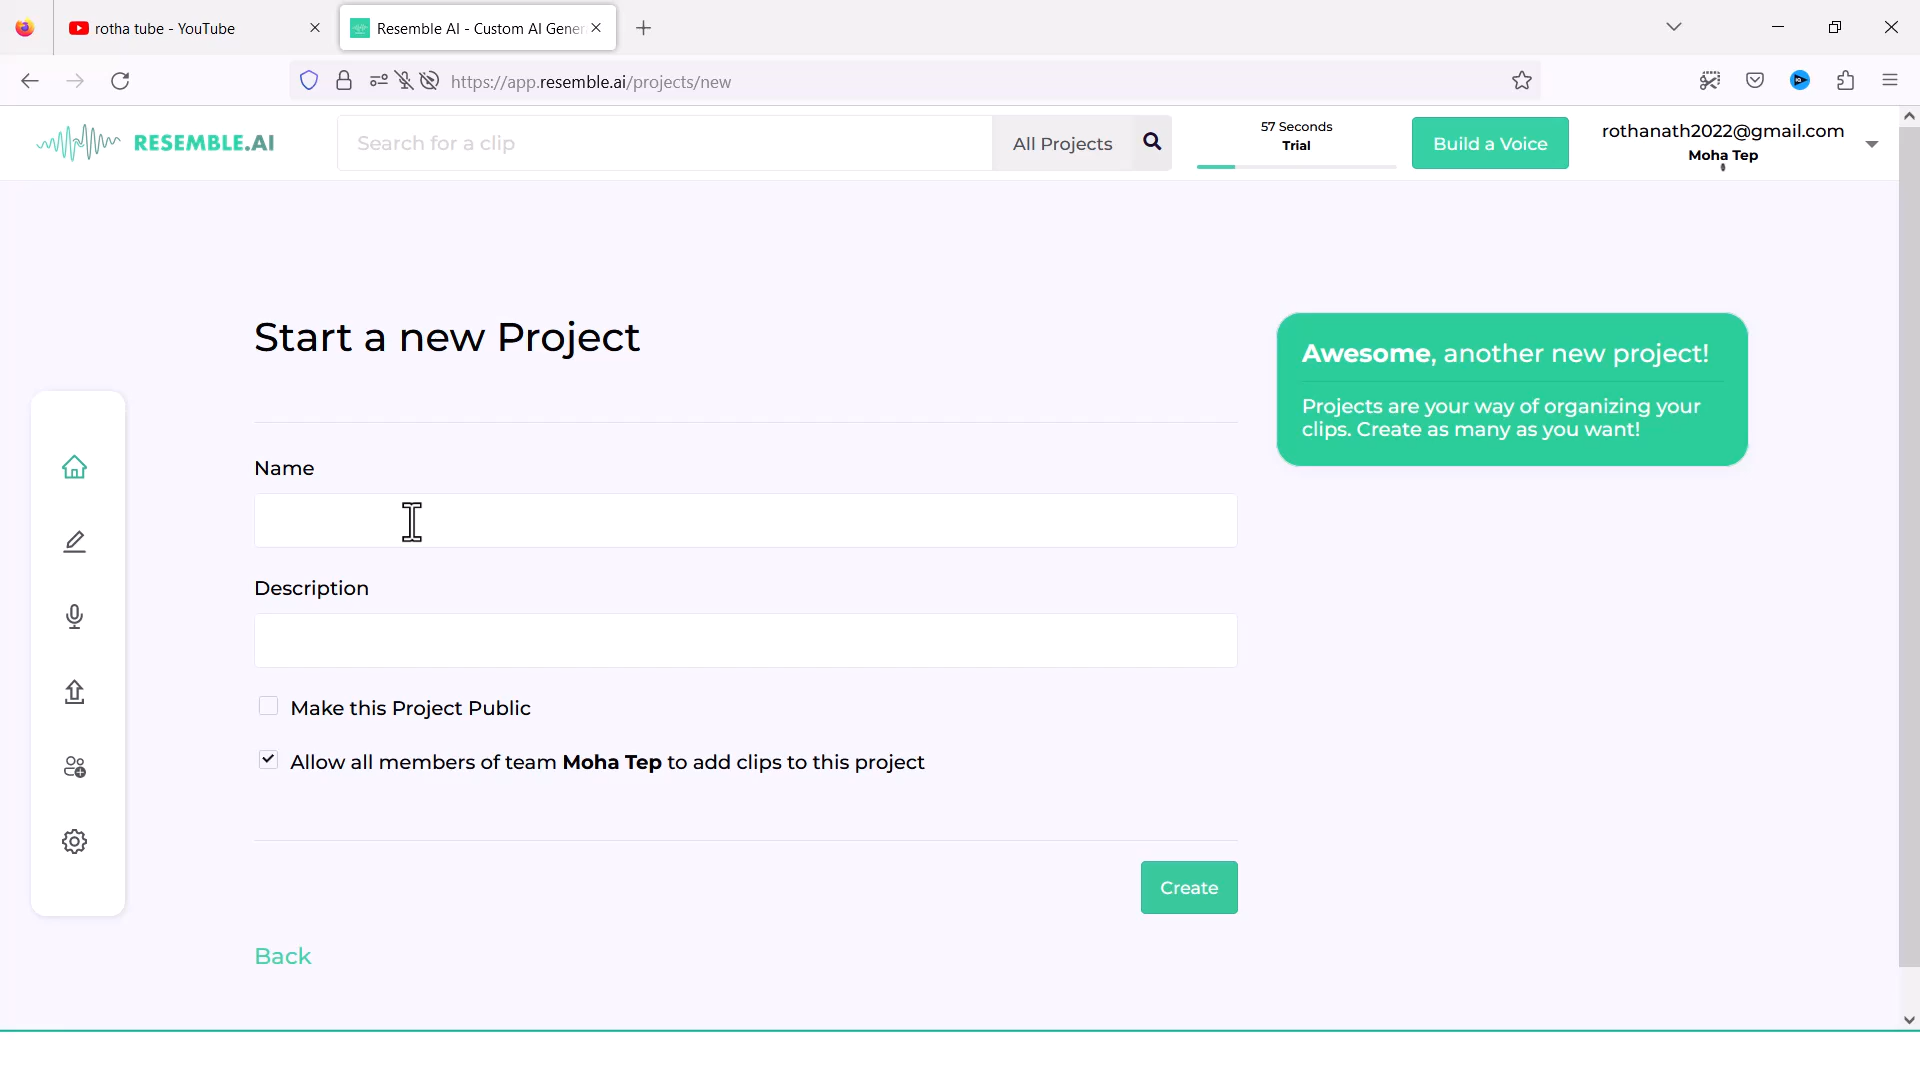 rotha tube - YouTube
Resemble AI - Custom AI Gener
https://app.resemble.ai/projects/new
RESEMBLE.AI
Search for a clip
All Projects
57 Seconds
Trial
Build a Voice
rothanath2022@gmail.com
Moha Tep
Start a new Project
Awesome, another new project!
Projects are your way of organizing your
clips. Create as many as you want!
Name
Description
Make this Project Public
Allow all members of team Moha Tep to add clips to this project
Create
Back